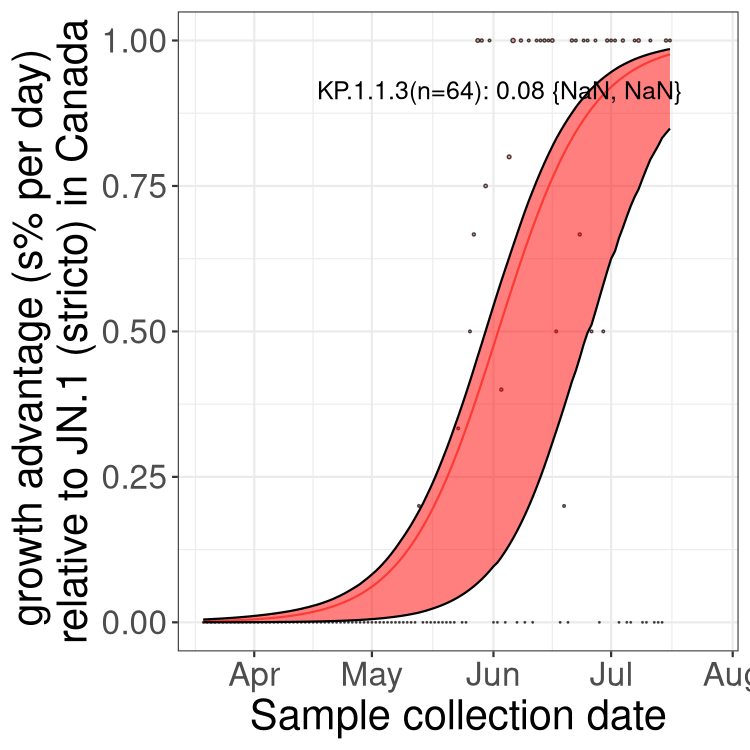 growth advantage (s% per day)
relative to JN.1 (stricto) in Canada
1.00
0.75
0.50
0.25
0.00
KP.1.1.3(n=64): 0.08 {NaN, NaN}
Apr May Jun Jul Aug
Sample collection date